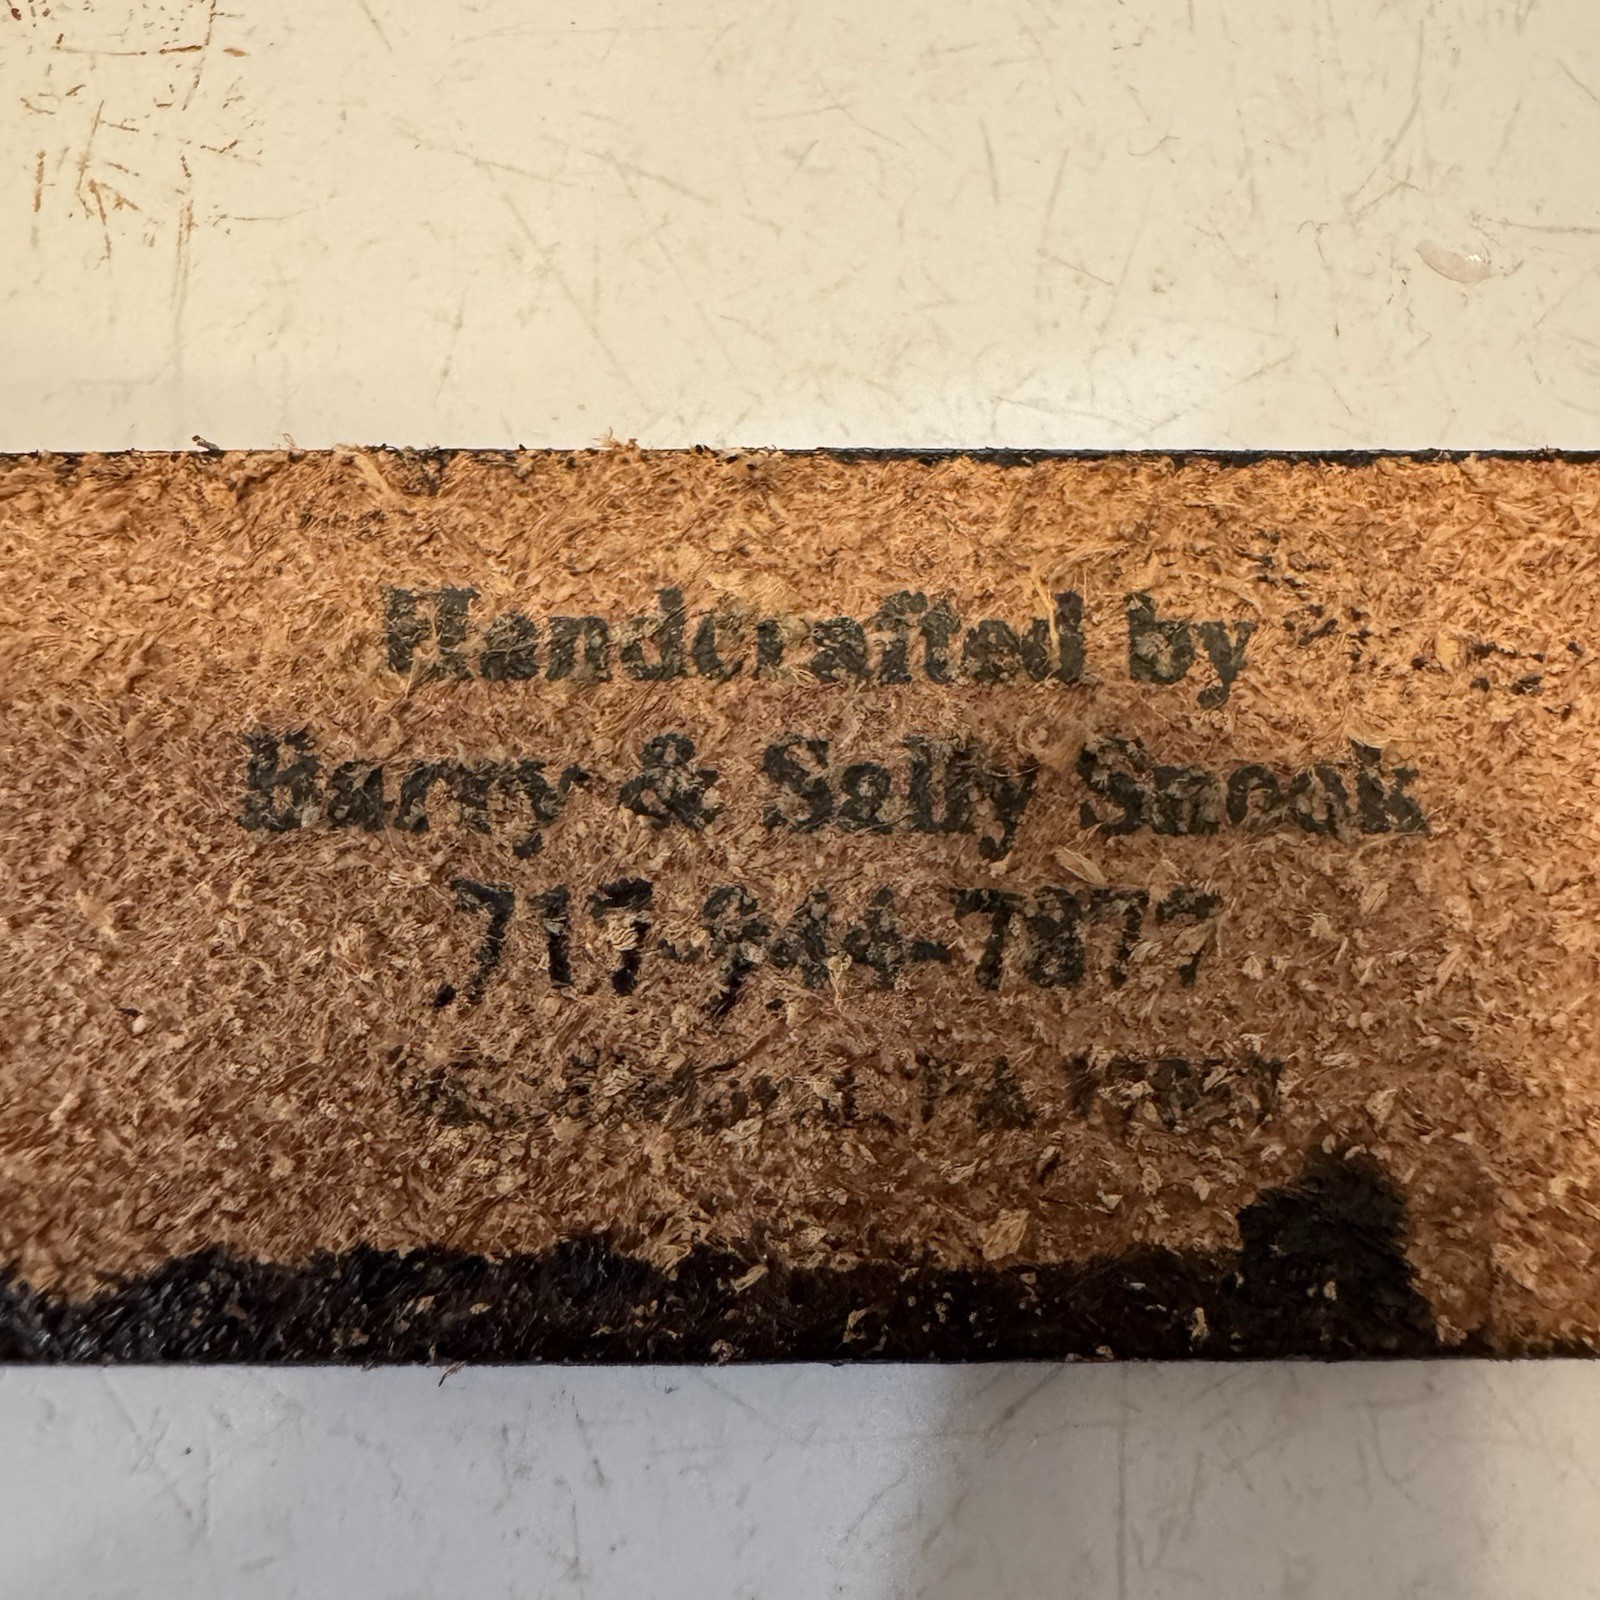 Handcrafted by
Barry & Sally Snook
717-944-7877